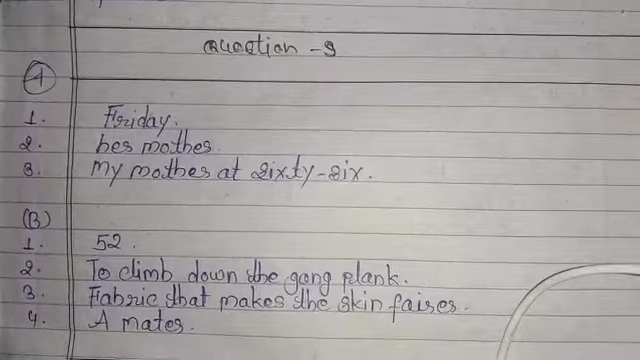 Question - 9
A
1. Friday.
2. her mother.
3. My mother at sixty-six.
(B)
1. 52.
2. To climb down the gang plank.
3. Fabric that makes the skin fairer.
4. A mater.